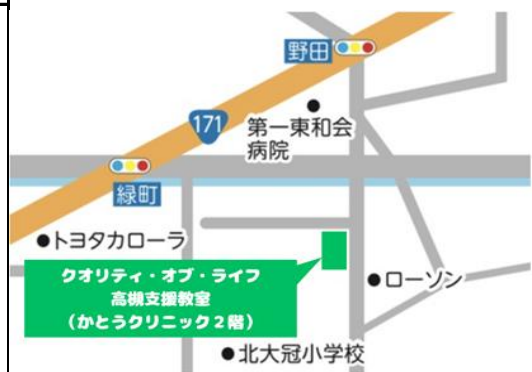 野田
171
第一東和会
病院
緑町
トヨタカローラ
クオリティ・オブ・ライフ
高槻支援教室
（かとうクリニック２階）
ローソン
北大冠小学校